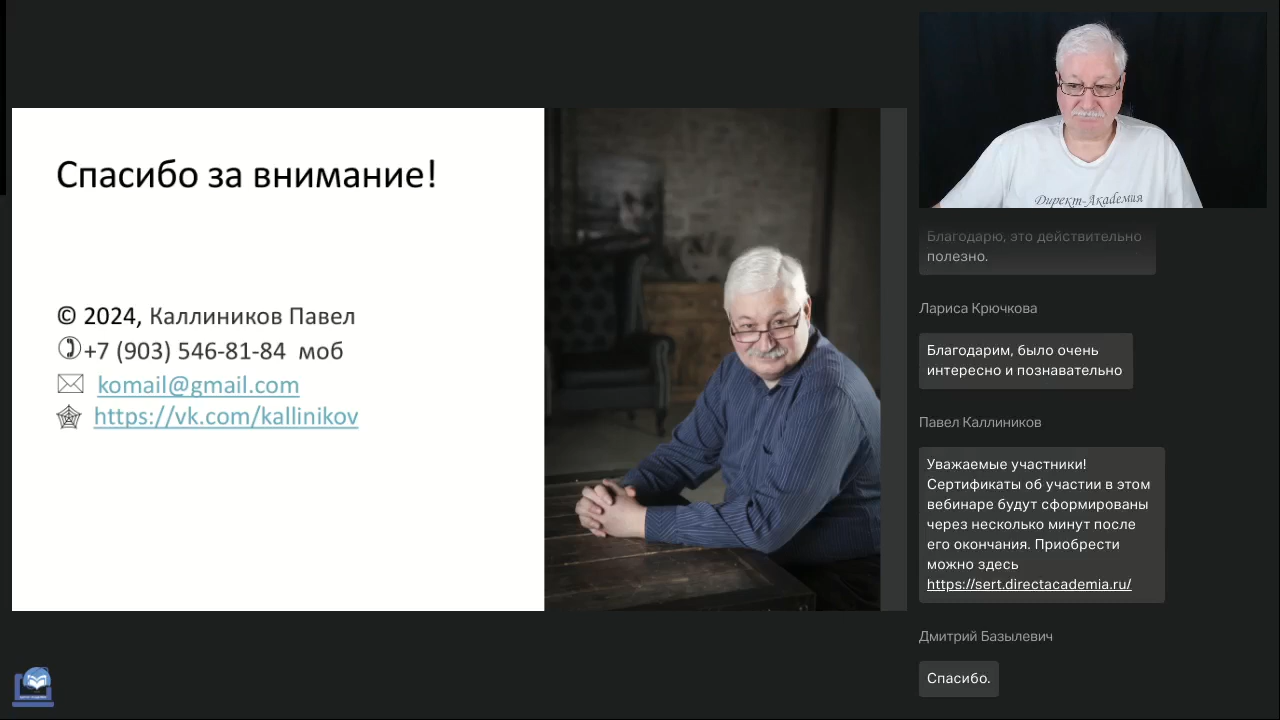 Спасибо за внимание!
© 2024, Каллиников Павел
+7 (903) 546-81-84 моб
komail@gmail.com
https://vk.com/kallinikov
Директ-Академия
Благодарю, это действительно
полезно.
Лариса Крючкова
Благодарим, было очень
интересно и познавательно
Павел Каллиников
Уважаемые участники!
Сертификаты об участии в этом
вебинаре будут сформированы
через несколько минут после
его окончания. Приобрести
можно здесь
https://sert.directacademia.ru/
Дмитрий Базылевич
Спасибо.